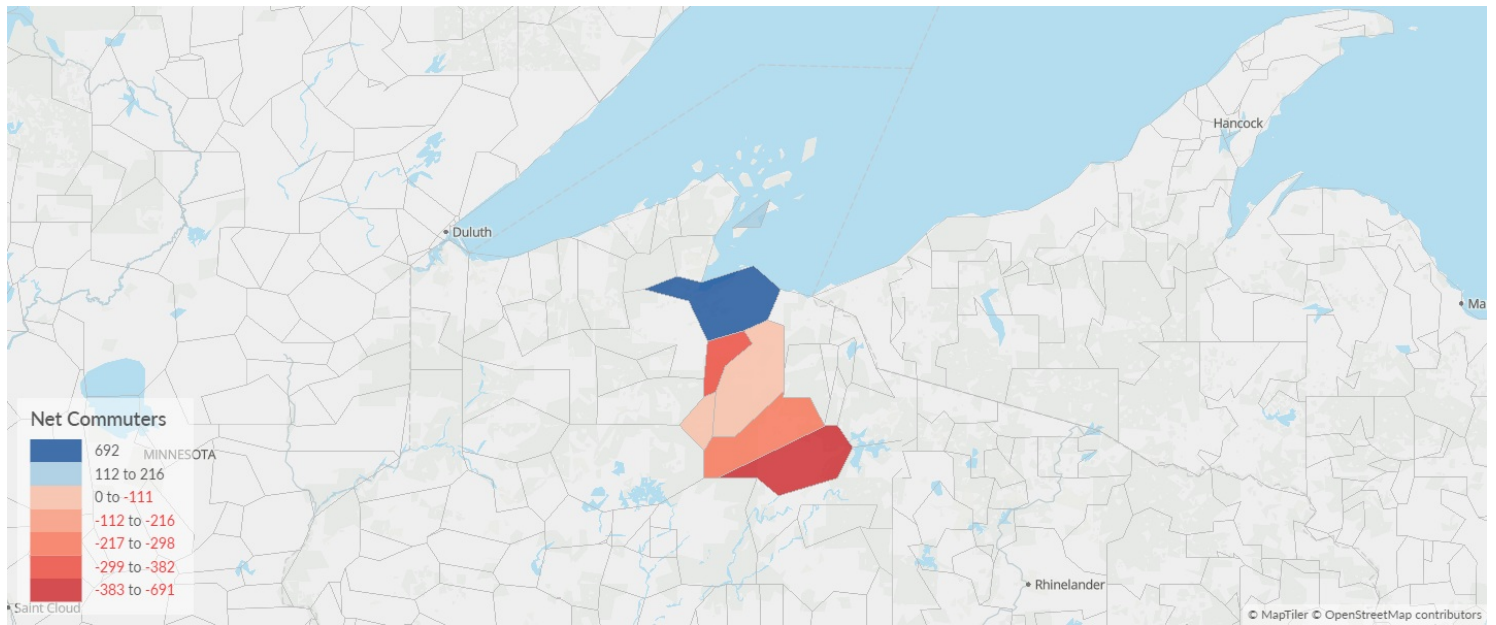 Hancock
Duluth
Ma
Net Commuters
692
MINNESOTA
112 to 216
0 to -111
-112 to -216
-217 to -298
-299 to -382
-383 to -691
Rhinelander
Saint Cloud
© MapTiler © OpenStreetMap contributors